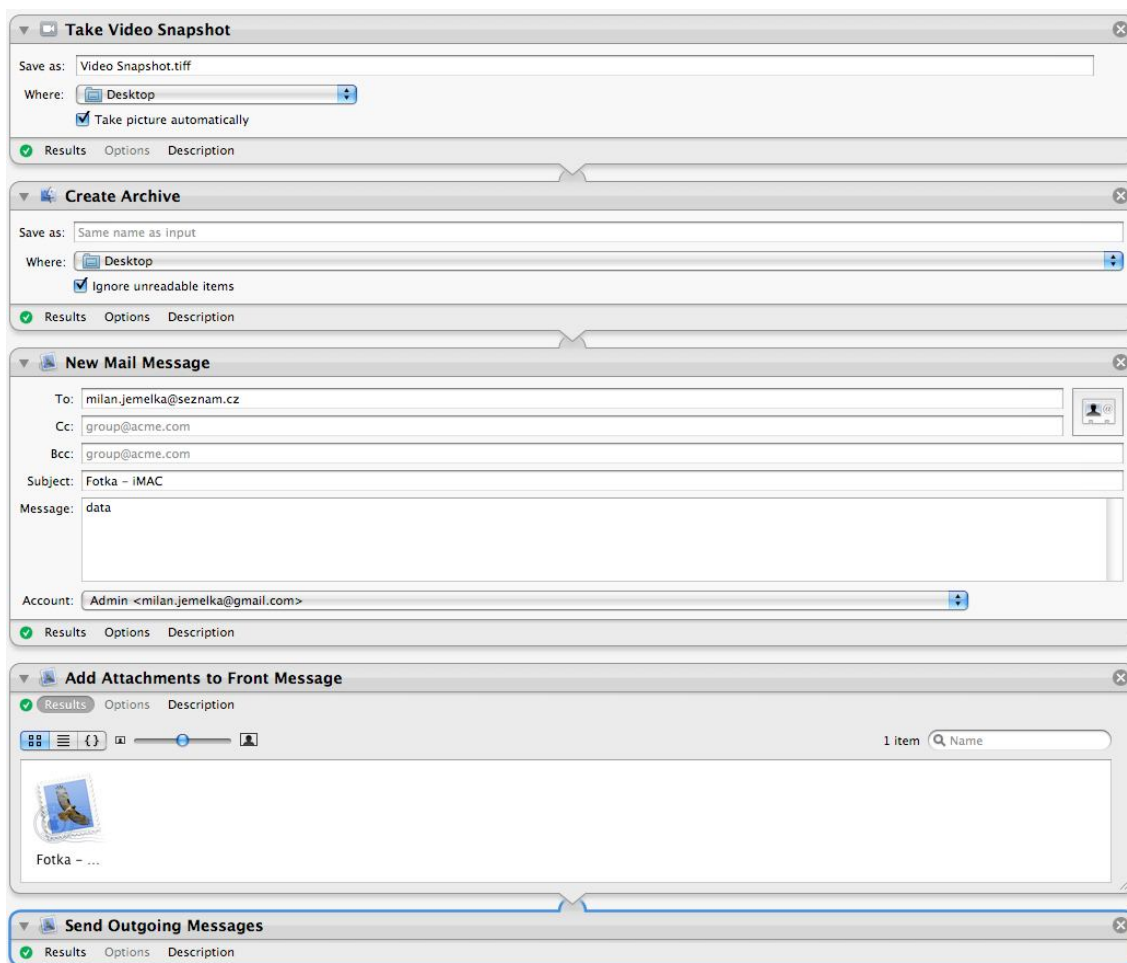 Take Video Snapshot
Save as: Video Snapshot.tiff
Where: Desktop
Take picture automatically
Results Options Description
Create Archive
Save as: Same name as input
Where: Desktop
Ignore unreadable items
Results Options Description
New Mail Message
To: milan.jemelka@seznam.cz
Cc: group@acme.com
Bcc: group@acme.com
Subject: Fotka – iMAC
Message: data
Account: Admin <milan.jemelka@gmail.com>
Results Options Description
Add Attachments to Front Message
Results Options Description
1 item Name
Fotka – ...
Send Outgoing Messages
Results Options Description